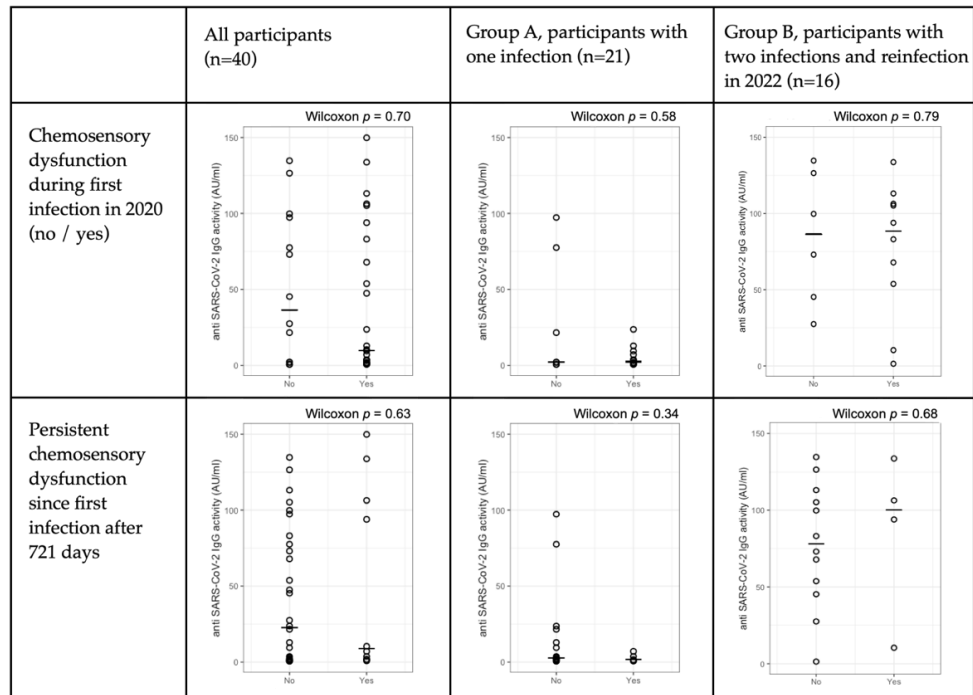 All participants
(n=40)
Group A, participants with
one infection (n=21)
Group B, participants with
two infections and reinfection
in 2022 (n=16)
Chemosensory
dysfunction
during first
infection in 2020
(no / yes)
Wilcoxon p = 0.70
anti SARS-CoV-2 IgG activity (AU/ml)
150
100
50
0
No Yes
Wilcoxon p = 0.58
anti SARS-CoV-2 IgG activity (AU/ml)
150
100
50
0
No Yes
Wilcoxon p = 0.79
anti SARS-CoV-2 IgG activity (AU/ml)
150
100
50
0
No Yes
Persistent
chemosensory
dysfunction
since first
infection after
721 days
Wilcoxon p = 0.63
anti SARS-CoV-2 IgG activity (AU/ml)
150
100
50
0
No Yes
Wilcoxon p = 0.34
anti SARS-CoV-2 IgG activity (AU/ml)
150
100
50
0
No Yes
Wilcoxon p = 0.68
anti SARS-CoV-2 IgG activity (AU/ml)
150
100
50
0
No Yes